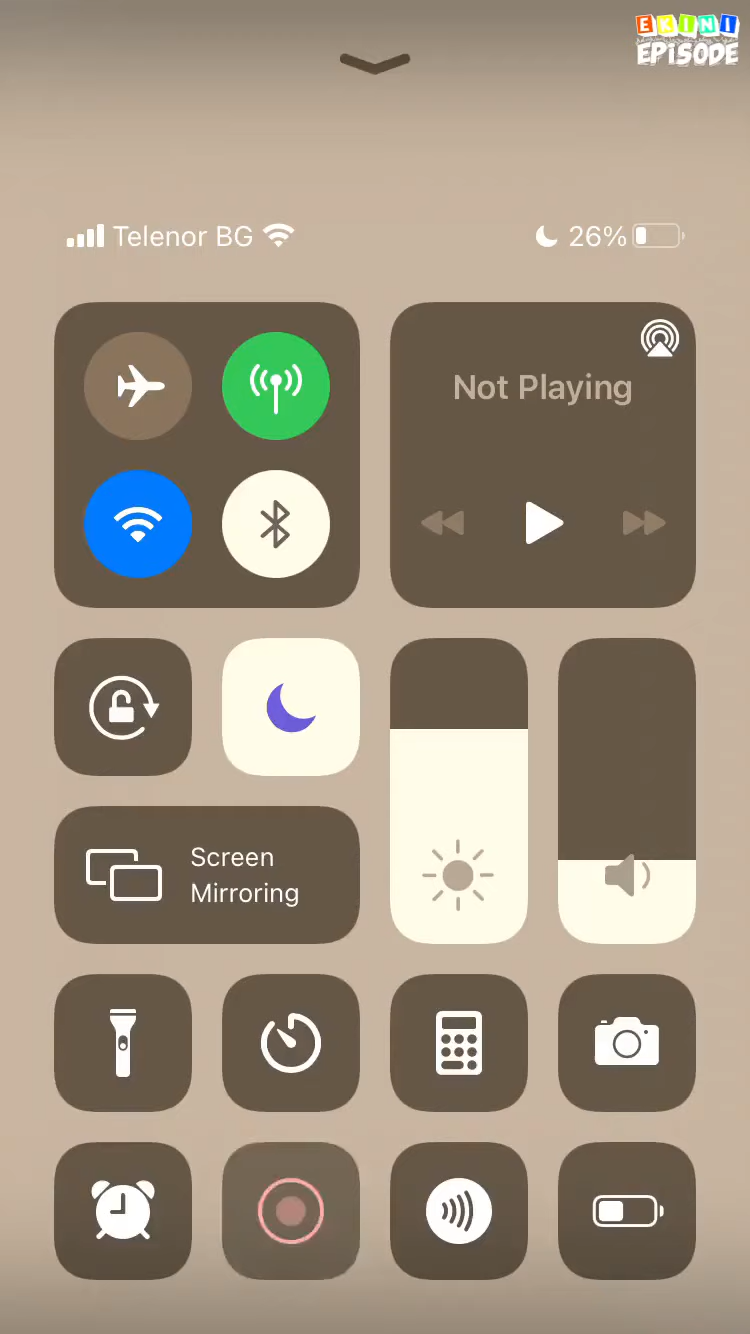 EKINI
EPiSODE
Telenor BG
26%
Not Playing
Screen
Mirroring